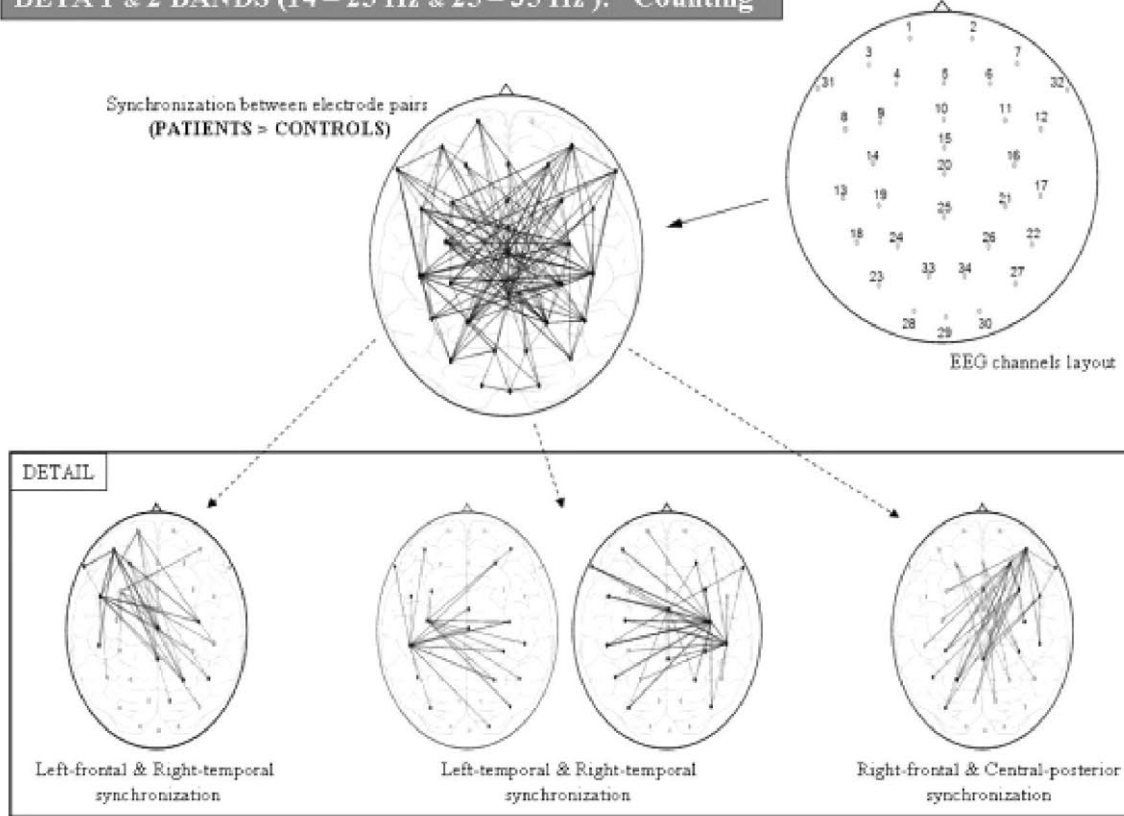 BETA 1 & 2 BANDS (14 – 25 Hz & 25 – 35 Hz ): "Counting"
Synchronization between electrode pairs
(PATIENTS > CONTROLS)
1 2
3 7
31 4 5 6 32
8 9 10 11 12
15
14 20 16
13 19 25 21 17
18 24 26 22
23 33 34 27
28 29 30
EEG channels layout
DETAIL
Left-frontal & Right-temporal
synchronization
Left-temporal & Right-temporal
synchronization
Right-frontal & Central-posterior
synchronization